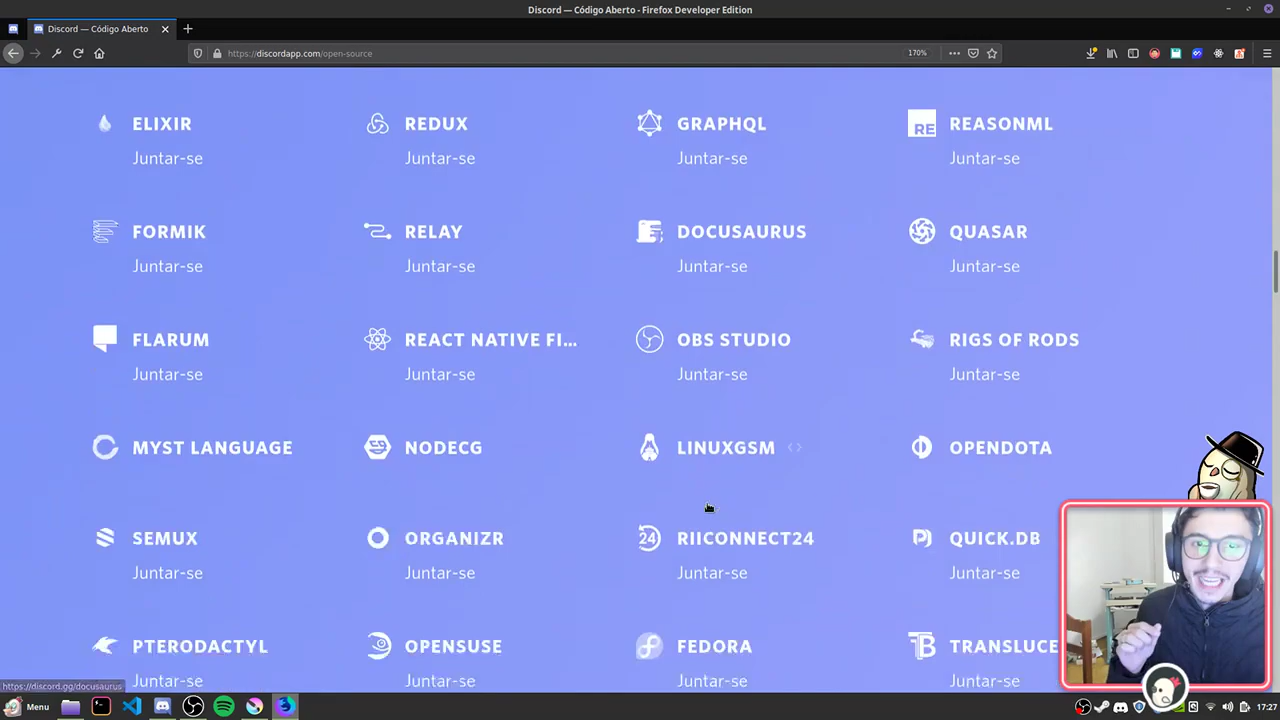 Discord — Código Aberto - Firefox Developer Edition
Discord — Código Aberto
https://discordapp.com/open-source
170%
ELIXIR REDUX GRAPHQL REASONML
Juntar-se Juntar-se Juntar-se Juntar-se
RE
FORMIK RELAY DOCUSAURUS QUASAR
Juntar-se Juntar-se Juntar-se Juntar-se
FLARUM REACT NATIVE FI... OBS STUDIO RIGS OF RODS
Juntar-se Juntar-se Juntar-se Juntar-se
MYST LANGUAGE NODECG LINUXGSM <> OPENDOTA
24
SEMUX ORGANIZR RIICONNECT24 QUICK.DB
Juntar-se Juntar-se Juntar-se Juntar-se
PTERODACTYL OPENSUSE FEDORA TRANSLUCE
Juntar-se Juntar-se Juntar-se Juntar-se
https://discord.gg/docusaurus
Menu
17:27